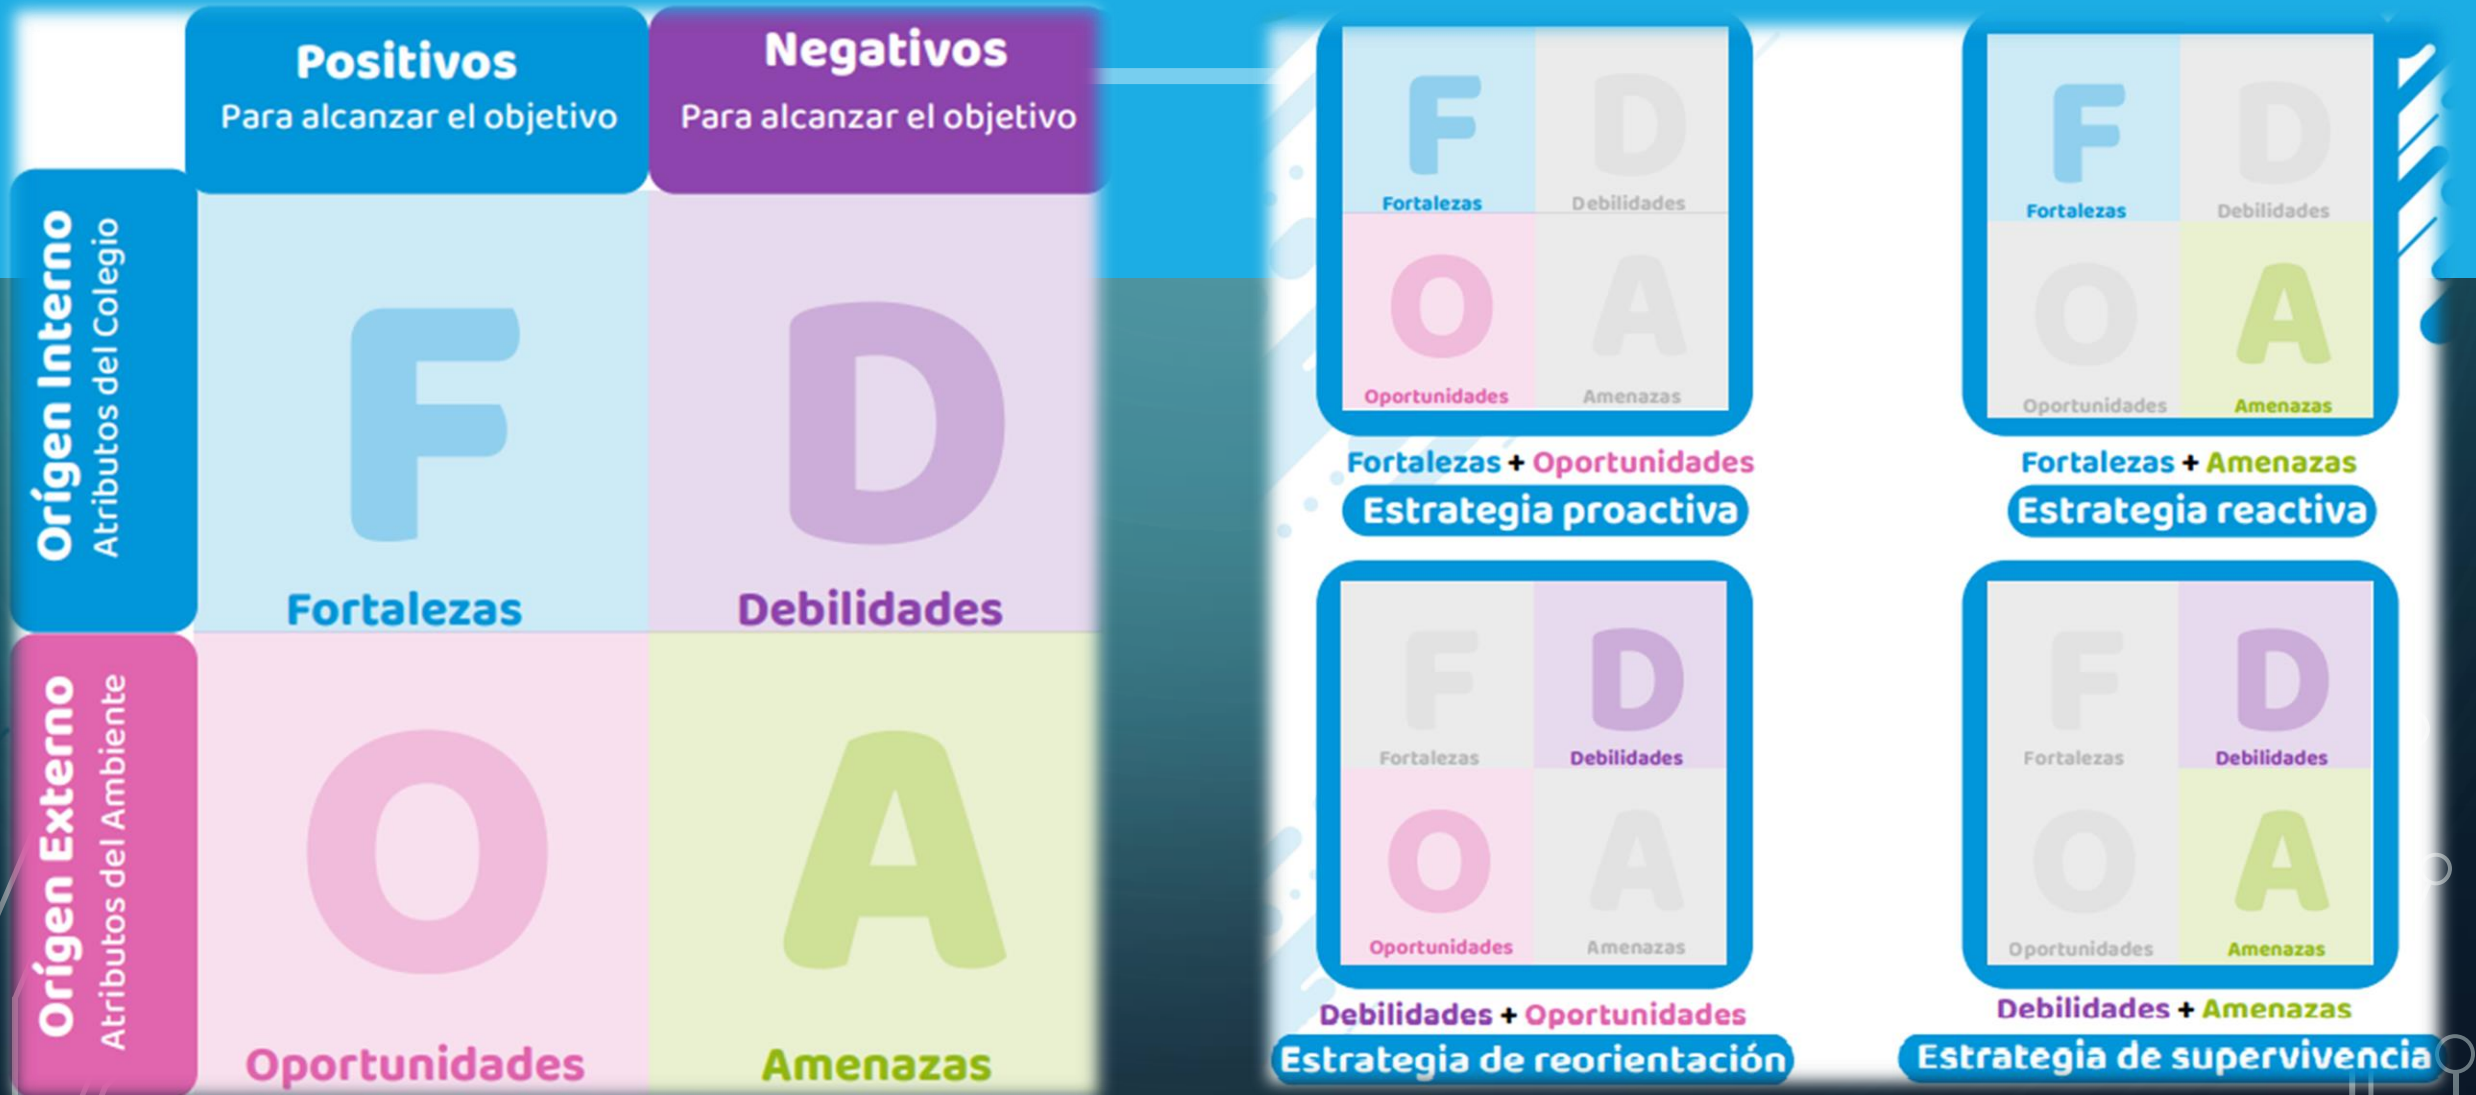 Positivos
Para alcanzar el objetivo
Negativos
Para alcanzar el objetivo
Orígen Interno
Atributos del Colegio
F
Fortalezas
D
Debilidades
Orígen Externo
Atributos del Ambiente
O
Oportunidades
A
Amenazas
F
Fortalezas
D
Debilidades
O
Oportunidades
A
Amenazas
Fortalezas + Oportunidades
Estrategia proactiva
F
Fortalezas
D
Debilidades
O
Oportunidades
A
Amenazas
Fortalezas + Amenazas
Estrategia reactiva
F
Fortalezas
D
Debilidades
O
Oportunidades
A
Amenazas
Debilidades + Oportunidades
Estrategia de reorientación
F
Fortalezas
D
Debilidades
O
Oportunidades
A
Amenazas
Debilidades + Amenazas
Estrategia de supervivencia